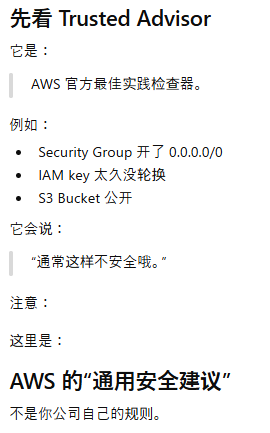 先看 Trusted Advisor
它是：
AWS 官方最佳实践检查器。
例如：
• Security Group 开了 0.0.0.0/0
• IAM key 太久没轮换
• S3 Bucket 公开
它会说：
“通常这样不安全哦。”
注意：
这里是：
AWS 的“通用安全建议”
不是你公司自己的规则。